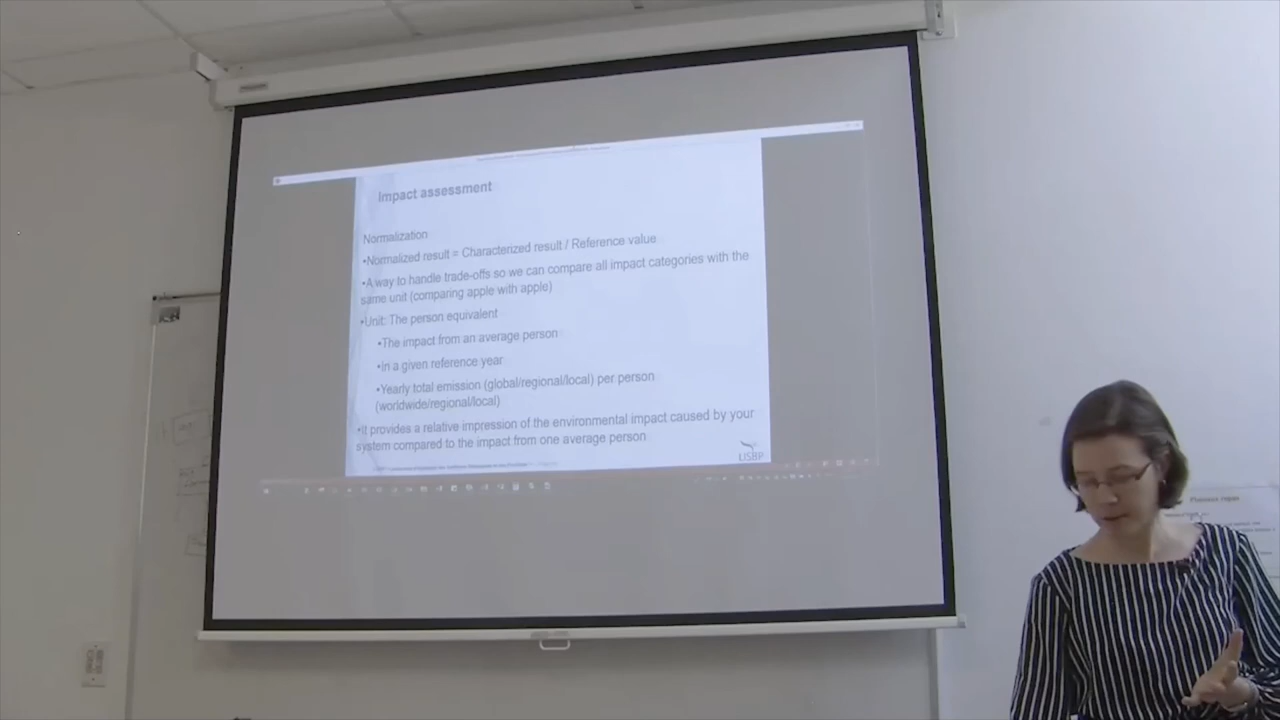 Impact assessment
Normalization
•Normalized result = Characterized result / Reference value
•A way to handle trade-offs so we can compare all impact categories with the
same unit (comparing apple with apple)
•Unit: The person equivalent
•The impact from an average person
•In a given reference year
•Yearly total emission (global/regional/local) per person
(worldwide/regional/local)
•It provides a relative impression of the environmental impact caused by your
system compared to the impact from one average person
LISBP